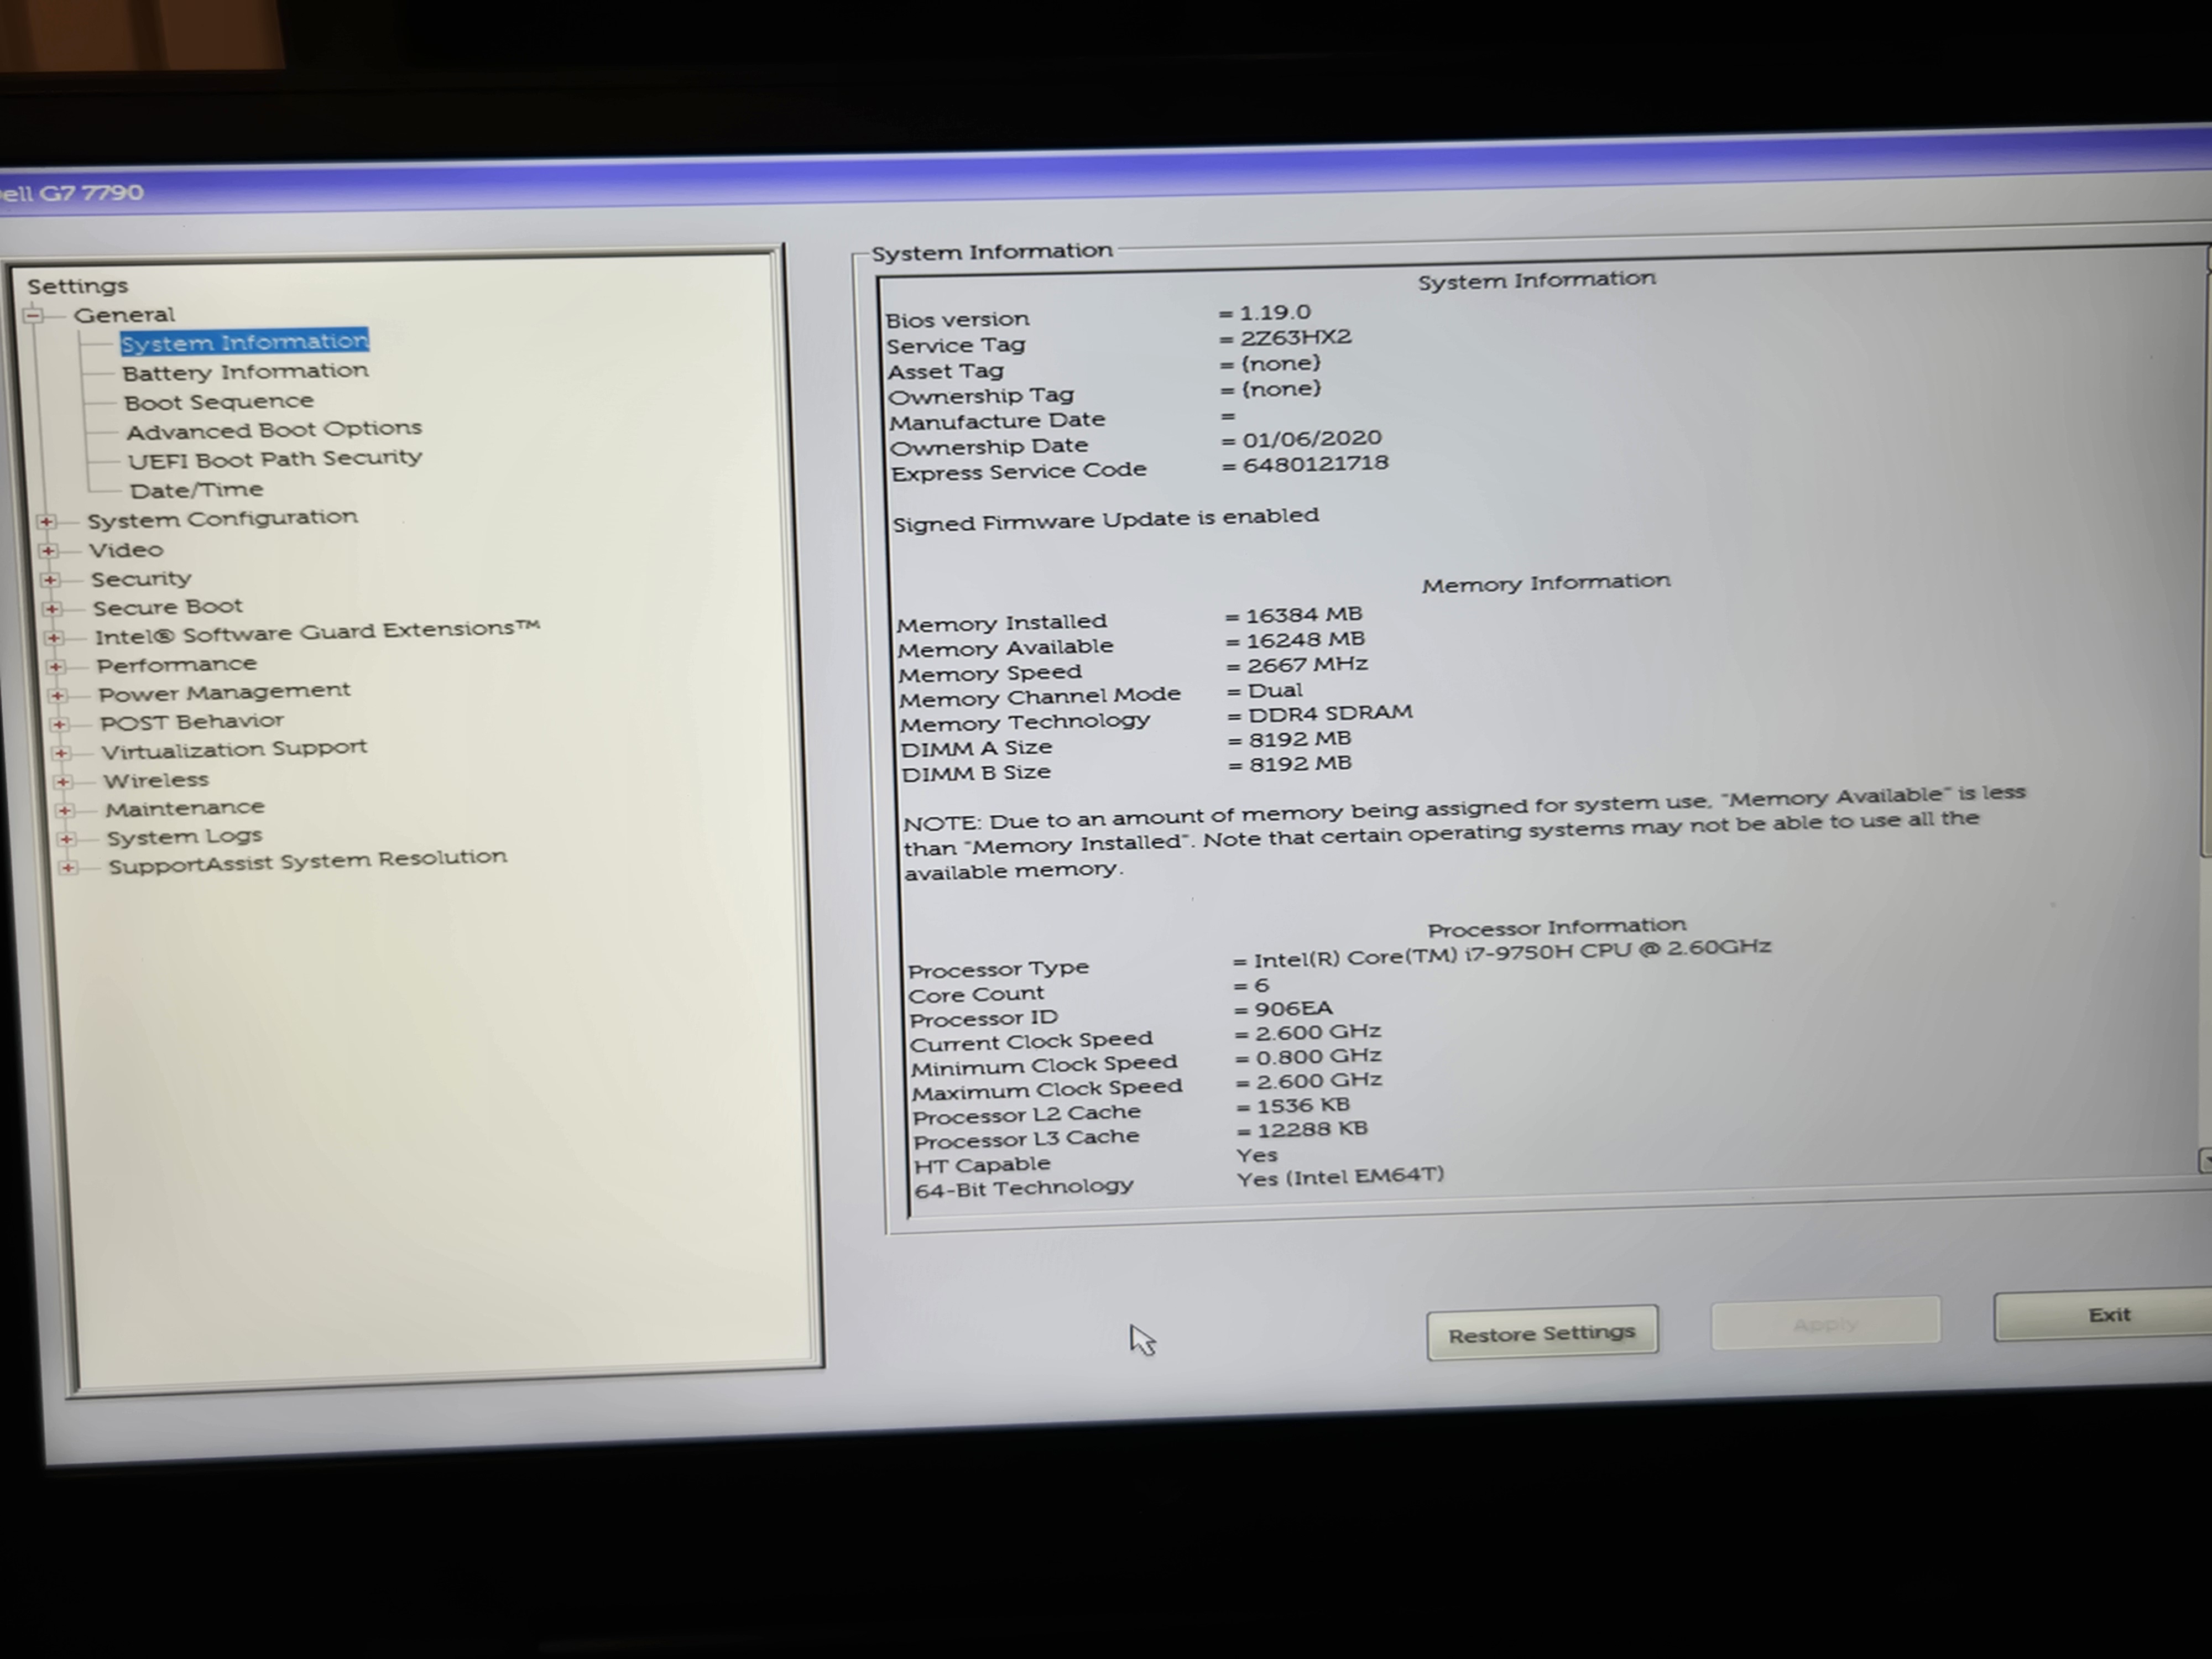 ell G7 7790
Settings
General
System Information
Battery Information
Boot Sequence
Advanced Boot Options
UEFI Boot Path Security
Date/Time
System Configuration
Video
Security
Secure Boot
Intel® Software Guard Extensions™
Performance
Power Management
POST Behavior
Virtualization Support
Wireless
Maintenance
System Logs
SupportAssist System Resolution
System Information
System Information
Bios version = 1.19.0
Service Tag = 2Z63HX2
Asset Tag = {none}
Ownership Tag = {none}
Manufacture Date =
Ownership Date = 01/06/2020
Express Service Code = 6480121718
Signed Firmware Update is enabled
Memory Information
Memory Installed = 16384 MB
Memory Available = 16248 MB
Memory Speed = 2667 MHz
Memory Channel Mode = Dual
Memory Technology = DDR4 SDRAM
DIMM A Size = 8192 MB
DIMM B Size = 8192 MB
NOTE: Due to an amount of memory being assigned for system use, "Memory Available" is less
than "Memory Installed". Note that certain operating systems may not be able to use all the
available memory.
Processor Information
Processor Type = Intel(R) Core(TM) i7-9750H CPU @ 2.60GHz
Core Count = 6
Processor ID = 906EA
Current Clock Speed = 2.600 GHz
Minimum Clock Speed = 0.800 GHz
Maximum Clock Speed = 2.600 GHz
Processor L2 Cache = 1536 KB
Processor L3 Cache = 12288 KB
HT Capable Yes
64-Bit Technology Yes (Intel EM64T)
Restore Settings
Apply
Exit